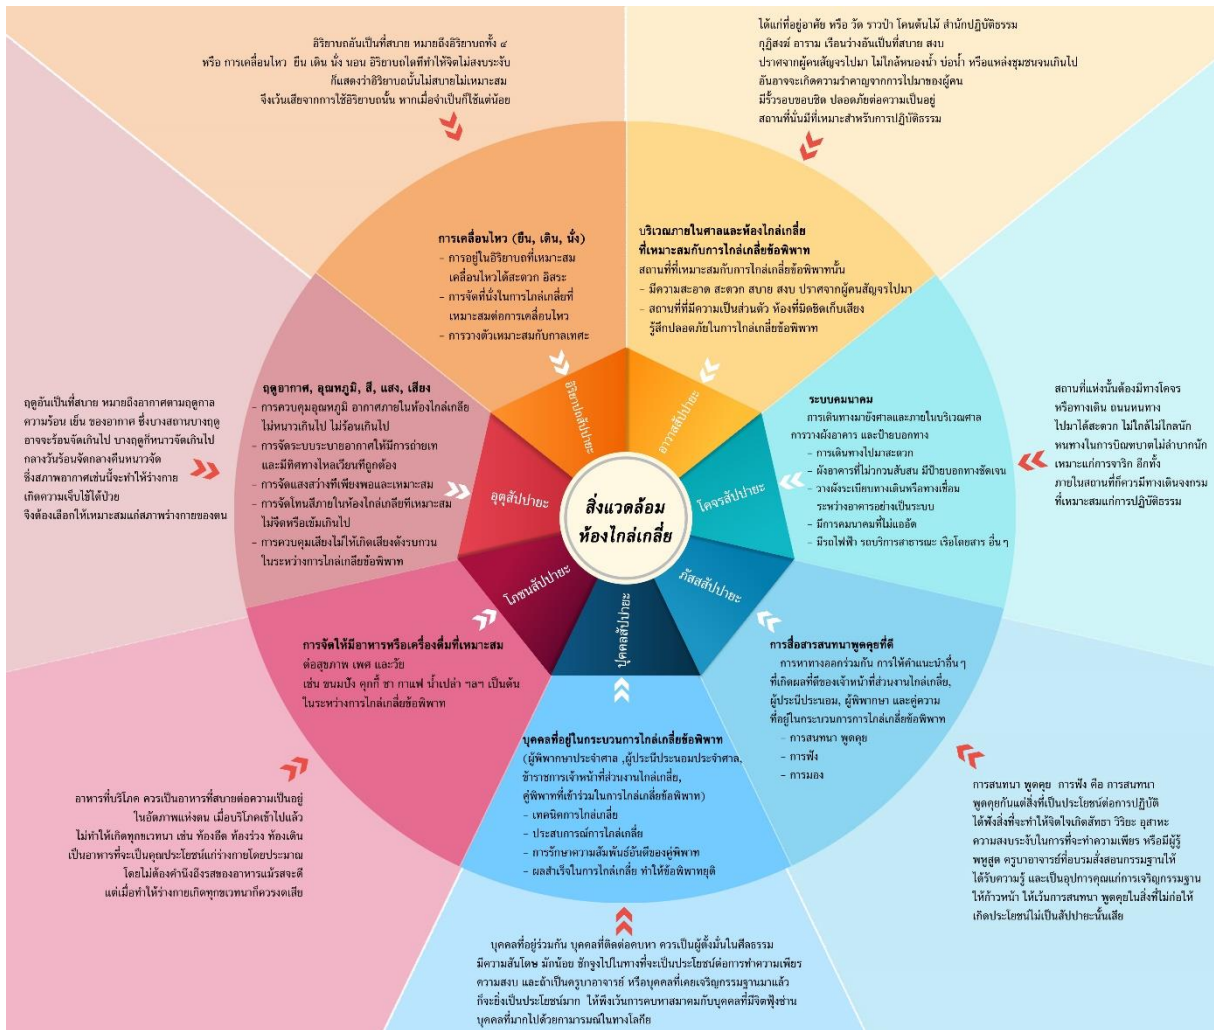 อิริยาบถอันเป็นที่สบาย หมายถึงอิริยาบถทั้ง ๔
หรือ การเคลื่อนไหว ยืน เดิน นั่ง นอน อิริยาบถใดที่ทำให้จิตไม่สงบระงับ
ก็แสดงว่าอิริยาบถนั้นไม่สบายไม่เหมาะสม
จึงเว้นเสียจากการใช้อิริยาบถนั้น หากเมื่อจำเป็นก็ใช้แต่น้อย
ได้แก่ที่อยู่อาศัย หรือ วัด ราวป่า โคนต้นไม้ สำนักปฏิบัติธรรม
กุฏิสงฆ์ อาราม เรือนว่างอันเป็นที่สบาย สงบ
ปราศจากผู้คนสัญจรไปมา ไม่ใกล้หนองน้ำ บ่อน้ำ หรือแหล่งชุมชนจนเกินไป
อันอาจจะเกิดความรำคาญจากการไปมาของผู้คน
มีรั้วรอบขอบชิด ปลอดภัยต่อความเป็นอยู่
สถานที่นั่นมีที่เหมาะสำหรับการปฏิบัติธรรม
การเคลื่อนไหว (ยืน, เดิน, นั่ง)
- การอยู่ในอิริยาบถที่เหมาะสม
เคลื่อนไหวได้สะดวก อิสระ
- การจัดที่นั่งในการไกล่เกลี่ยที่
เหมาะสมต่อการเคลื่อนไหว
- การวางตัวเหมาะสมกับกาลเทศะ
บริเวณภายในศาลและห้องไกล่เกลี่ย
ที่เหมาะสมกับการไกล่เกลี่ยข้อพิพาท
สถานที่ที่เหมาะสมกับการไกล่เกลี่ยข้อพิพาทนั้น
- มีความสะอาด สะดวก สบาย สงบ ปราศจากผู้คนสัญจรไปมา
- สถานที่ที่มีความเป็นส่วนตัว ห้องที่มิดชิดเก็บเสียง
รู้สึกปลอดภัยในการไกล่เกลี่ยข้อพิพาท
ฤดูอันเป็นที่สบาย หมายถึงอากาศตามฤดูกาล
ความร้อน เย็น ของอากาศ ซึ่งบางสถานบางฤดู
อาจจะร้อนจัดเกินไป บางฤดูก็หนาวจัดเกินไป
กลางวันร้อนจัดกลางคืนหนาวจัด
ซึ่งสภาพอากาศเช่นนี้จะทำให้ร่างกาย
เกิดความเจ็บไข้ได้ป่วย
จึงต้องเลือกให้เหมาะสมแก่สภาพร่างกายของตน
ฤดูอากาศ, อุณหภูมิ, สี, แสง, เสียง
- การควบคุมอุณหภูมิ อากาศภายในห้องไกล่เกลี่ย
ไม่หนาวเกินไป ไม่ร้อนเกินไป
- การจัดระบบระบายอากาศให้มีการถ่ายเท
และมีทิศทางไหลเวียนที่ถูกต้อง
- การจัดแสงสว่างที่เพียงพอและเหมาะสม
- การจัดโทนสีภายในห้องไกล่เกลี่ยที่เหมาะสม
ไม่จืดหรือเข้มเกินไป
- การควบคุมเสียงไม่ให้เกิดเสียงดังรบกวน
ในระหว่างการไกล่เกลี่ยข้อพิพาท
อิริยาปถสัปปายะ
อาวาสสัปปายะ
อุตุสัปปายะ
โคจรสัปปายะ
โภชนสัปปายะ
ภัสสสัปปายะ
ปุคคลสัปปายะ
สิ่งแวดล้อม
ห้องไกล่เกลี่ย
ระบบคมนาคม
การเดินทางมายังศาลและภายในบริเวณศาล
การวางผังอาคาร และป้ายบอกทาง
- การเดินทางไปมาสะดวก
- ผังอาคารที่ไม่กวนสับสน มีป้ายบอกทางชัดเจน
- วางผังระเบียบทางเดินหรือทางเชื่อม
ระหว่างอาคารอย่างเป็นระบบ
- มีการคมนาคมที่ไม่แออัด
- มีรถไฟฟ้า รถบริการสาธารณะ เรือโดยสาร อื่นๆ
สถานที่แห่งนั้นต้องมีทางโคจร
หรือทางเดิน ถนนหนทาง
ไปมาได้สะดวก ไม่ใกล้ไม่ไกลนัก
หนทางในการบิณฑบาตไม่ลำบากนัก
เหมาะแก่การจาริก อีกทั้ง
ภายในสถานที่ก็ควรมีทางเดินจงกรม
ที่เหมาะสมแก่การปฏิบัติธรรม
การจัดให้มีอาหารหรือเครื่องดื่มที่เหมาะสม
ต่อสุขภาพ เพศ และวัย
เช่น ขนมปัง คุกกี้ ชา กาแฟ น้ำเปล่า ฯลฯ เป็นต้น
ในระหว่างการไกล่เกลี่ยข้อพิพาท
การสื่อสารสนทนาพูดคุยที่ดี
การหาทางออกร่วมกัน การให้คำแนะนำอื่นๆ
ที่เกิดผลที่ดีของเจ้าหน้าที่ส่วนงานไกล่เกลี่ย,
ผู้ประนีประนอม, ผู้พิพากษา และคู่ความ
ที่อยู่ในกระบวนการการไกล่เกลี่ยข้อพิพาท
- การสนทนา พูดคุย
- การฟัง
- การมอง
บุคคลที่อยู่ในกระบวนการไกล่เกลี่ยข้อพิพาท
(ผู้พิพากษาประจำศาล ,ผู้ประนีประนอมประจำศาล,
ข้าราชการเจ้าหน้าที่ส่วนงานไกล่เกลี่ย,
คู่พิพาทที่เข้าร่วมในการไกล่เกลี่ยข้อพิพาท)
- เทคนิคการไกล่เกลี่ย
- ประสบการณ์การไกล่เกลี่ย
- การรักษาความสัมพันธ์อันดีของคู่พิพาท
- ผลสำเร็จในการไกล่เกลี่ย ทำให้ข้อพิพาทยุติ
อาหารที่บริโภค ควรเป็นอาหารที่สบายต่อความเป็นอยู่
ในอัตภาพแห่งตน เมื่อบริโภคเข้าไปแล้ว
ไม่ทำให้เกิดทุกขเวทนา เช่น ท้องอืด ท้องร่วง ท้องเดิน
เป็นอาหารที่จะเป็นคุณประโยชน์แก่ร่างกายโดยประมาณ
โดยไม่ต้องคำนึงถึงรสของอาหารแม้รสจะดี
แต่เมื่อทำให้ร่างกายเกิดทุกขเวทนาก็ควรงดเสีย
การสนทนา พูดคุย การฟัง คือ การสนทนา
พูดคุยกันแต่สิ่งที่เป็นประโยชน์ต่อการปฏิบัติ
ได้ฟังสิ่งที่จะทำให้จิตใจเกิดสัทธา วิริยะ อุสาหะ
ความสงบระงับในการที่จะทำความเพียร หรือมีผู้รู้
พหูสูต ครูบาอาจารย์ที่อบรมสั่งสอนกรรมฐานให้
ได้รับความรู้ และเป็นอุปการคุณแก่การเจริญกรรมฐาน
ให้ก้าวหน้า ให้เว้นการสนทนา พูดคุยในสิ่งที่ไม่ก่อให้
เกิดประโยชน์ไม่เป็นสัปปายะนั้นเสีย
บุคคลที่อยู่ร่วมกัน บุคคลที่ติดต่อคบหา ควรเป็นผู้ตั้งมั่นในศีลธรรม
มีความสันโดษ มักน้อย ชักจูงไปในทางที่จะเป็นประโยชน์ต่อการทำความเพียร
ความสงบ และถ้าเป็นครูบาอาจารย์ หรือบุคคลที่เคยเจริญกรรมฐานมาแล้ว
ก็จะยิ่งเป็นประโยชน์มาก ให้พึงเว้นการคบหาสมาคมกับบุคคลที่มีจิตฟุ้งซ่าน
บุคคลที่มากไปด้วยกามารมณ์ในทางโลกีย